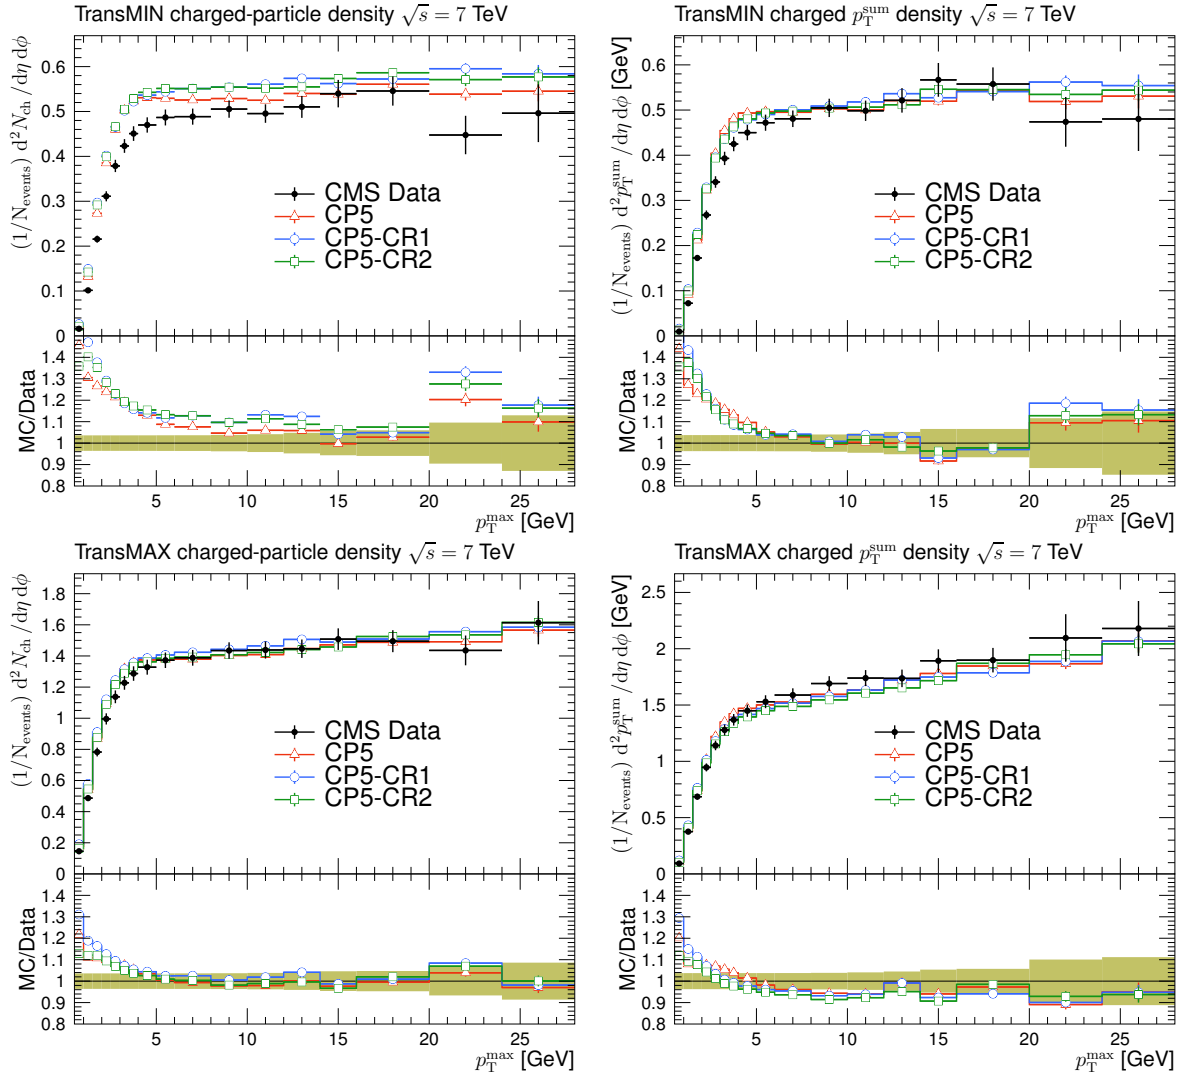 TransMIN charged-particle density √s = 7 TeV
(1/N_events) d² N_ch /dη dϕ
0.6
0.5
0.4
0.3
0.2
0.1
0
CMS Data
CP5
CP5-CR1
CP5-CR2
MC/Data
1.4
1.3
1.2
1.1
1
0.9
0.8
5 10 15 20 25
p_T^max [GeV]
TransMIN charged p_T^sum density √s = 7 TeV
(1/N_events) d² p_T^sum /dη dϕ [GeV]
0.6
0.5
0.4
0.3
0.2
0.1
0
CMS Data
CP5
CP5-CR1
CP5-CR2
MC/Data
1.4
1.3
1.2
1.1
1
0.9
0.8
5 10 15 20 25
p_T^max [GeV]
TransMAX charged-particle density √s = 7 TeV
(1/N_events) d² N_ch /dη dϕ
1.8
1.6
1.4
1.2
1
0.8
0.6
0.4
0.2
0
CMS Data
CP5
CP5-CR1
CP5-CR2
MC/Data
1.4
1.3
1.2
1.1
1
0.9
0.8
5 10 15 20 25
p_T^max [GeV]
TransMAX charged p_T^sum density √s = 7 TeV
(1/N_events) d² p_T^sum /dη dϕ [GeV]
2.5
2
1.5
1
0.5
0
CMS Data
CP5
CP5-CR1
CP5-CR2
MC/Data
1.4
1.3
1.2
1.1
1
0.9
0.8
5 10 15 20 25
p_T^max [GeV]